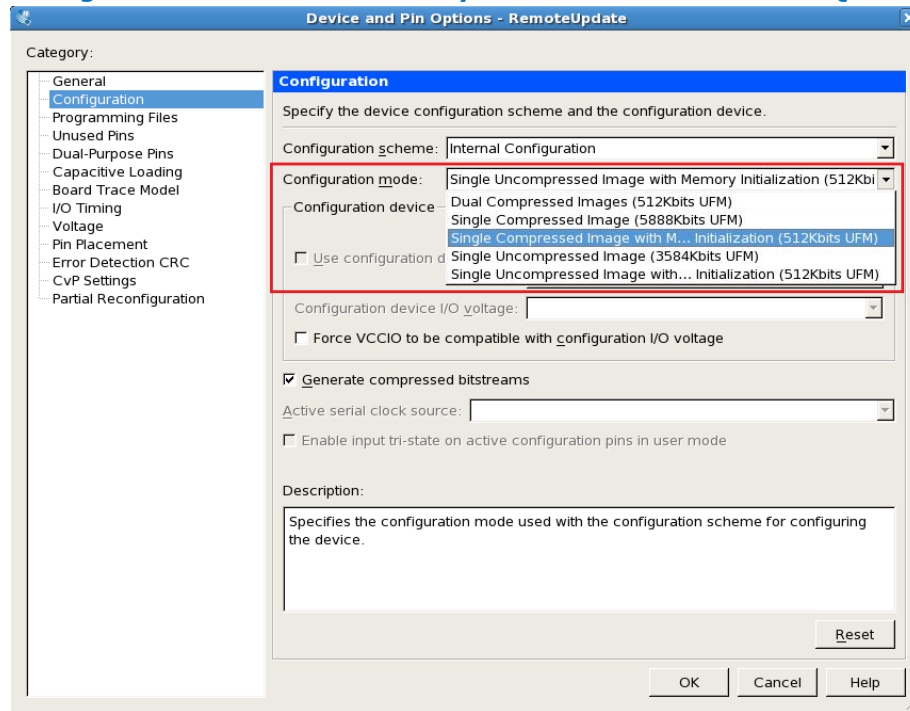 Device and Pin Options - RemoteUpdate
Category:
General
Configuration
Programming Files
Unused Pins
Dual-Purpose Pins
Capacitive Loading
Board Trace Model
I/O Timing
Voltage
Pin Placement
Error Detection CRC
CvP Settings
Partial Reconfiguration
Configuration
Specify the device configuration scheme and the configuration device.
Configuration scheme: Internal Configuration
Configuration mode: Single Uncompressed Image with Memory Initialization (512Kbi
Dual Compressed Images (512Kbits UFM)
Configuration device
Single Compressed Image (5888Kbits UFM)
Single Compressed Image with M... Initialization (512Kbits UFM)
Use configuration d
Single Uncompressed Image (3584Kbits UFM)
Single Uncompressed Image with... Initialization (512Kbits UFM)
Configuration device I/O voltage:
Force VCCIO to be compatible with configuration I/O voltage
Generate compressed bitstreams
Active serial clock source:
Enable input tri-state on active configuration pins in user mode
Description:
Specifies the configuration mode used with the configuration scheme for configuring
the device.
Reset
OK Cancel Help